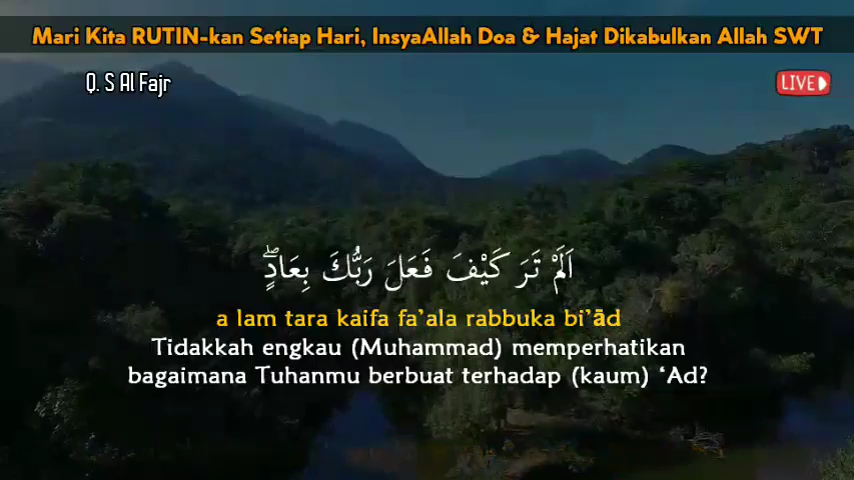 Mari Kita RUTIN-kan Setiap Hari, InsyaAllah Doa & Hajat Dikabulkan Allah SWT
Q. S Al Fajr
LIVE
اَلَمْ تَرَ كَيْفَ فَعَلَ رَبُّكَ بِعَادٍۖ
a lam tara kaifa fa’ala rabbuka bi’ād
Tidakkah engkau (Muhammad) memperhatikan
bagaimana Tuhanmu berbuat terhadap (kaum) ‘Ad?